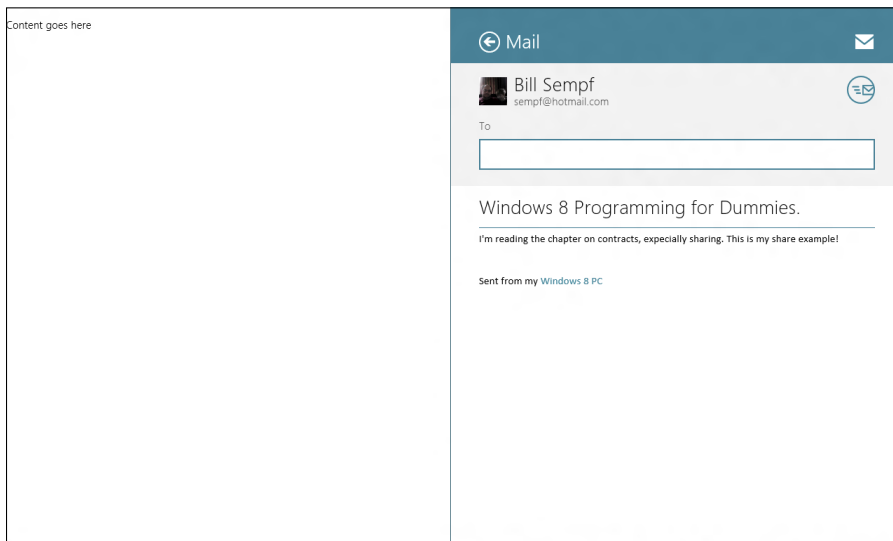 Content goes here
Mail
Bill Sempf
sempf@hotmail.com
To
Windows 8 Programming for Dummies.
I'm reading the chapter on contracts, expecially sharing. This is my share example!
Sent from my Windows 8 PC